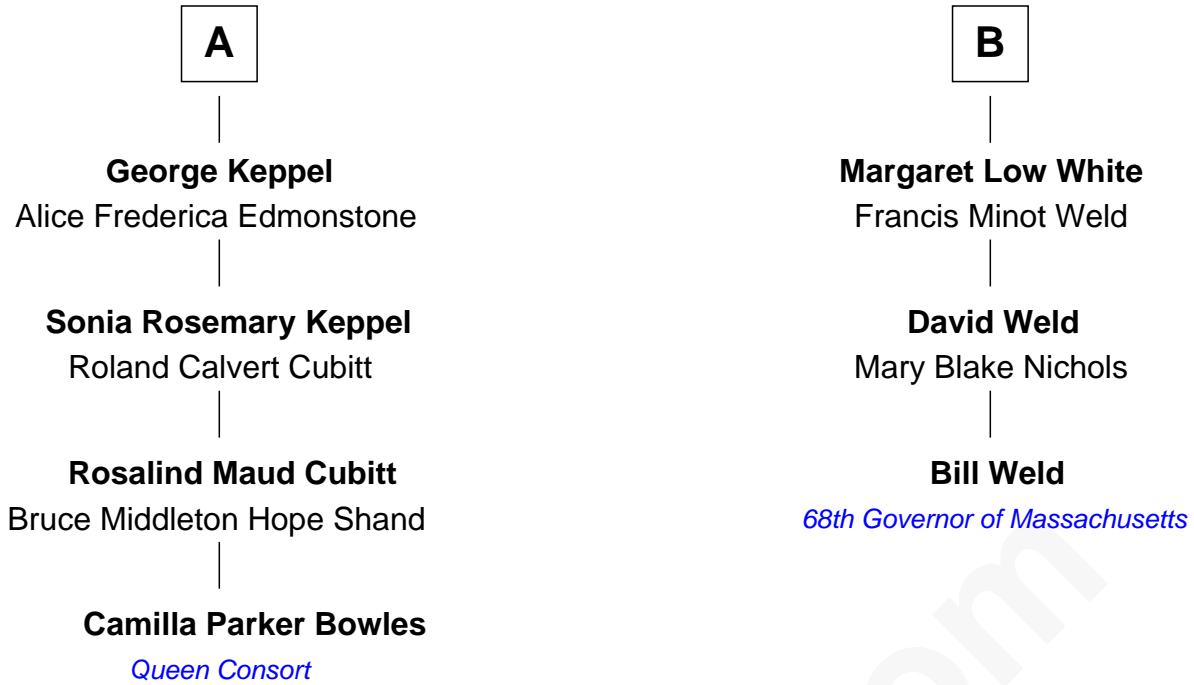 A
George Keppel
Alice Frederica Edmonstone
Sonia Rosemary Keppel
Roland Calvert Cubitt
Rosalind Maud Cubitt
Bruce Middleton Hope Shand
Camilla Parker Bowles
Queen Consort
B
Margaret Low White
Francis Minot Weld
David Weld
Mary Blake Nichols
Bill Weld
68th Governor of Massachusetts
om